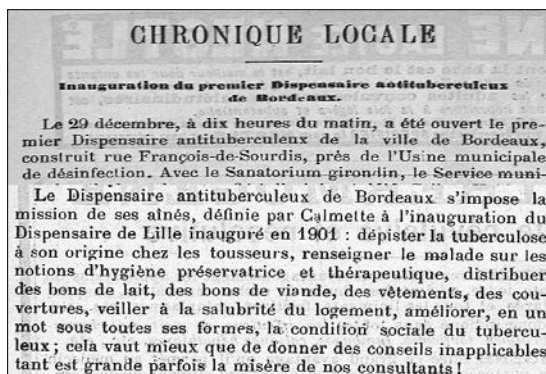 CHRONIQUE LOCALE
Inauguration du premier Dispensaire antituberculeux
de Bordeaux.
Le 29 décembre, à dix heures du matin, a été ouvert le pre-
mier Dispensaire antituberculeux de la ville de Bordeaux,
construit rue François-de-Sourdis, près de l'Usine municipale
de désinfection. Avec le Sanatorium girondin, le Service muni-
Le Dispensaire antituberculeux de Bordeaux s'impose la
mission de ses aînés, définie par Calmette à l'inauguration du
Dispensaire de Lille inauguré en 1901 : dépister la tuberculose
à son origine chez les tousseurs, renseigner le malade sur les
notions d'hygiène préservatrice et thérapeutique, distribuer
des bons de lait, des bons de viande, des vêtements, des cou-
vertures, veiller à la salubrité du logement, améliorer, en un
mot sous toutes ses formes, la condition sociale du tubercu-
leux ; cela vaut mieux que de donner des conseils inapplicables
tant est grande parfois la misère de nos consultants !